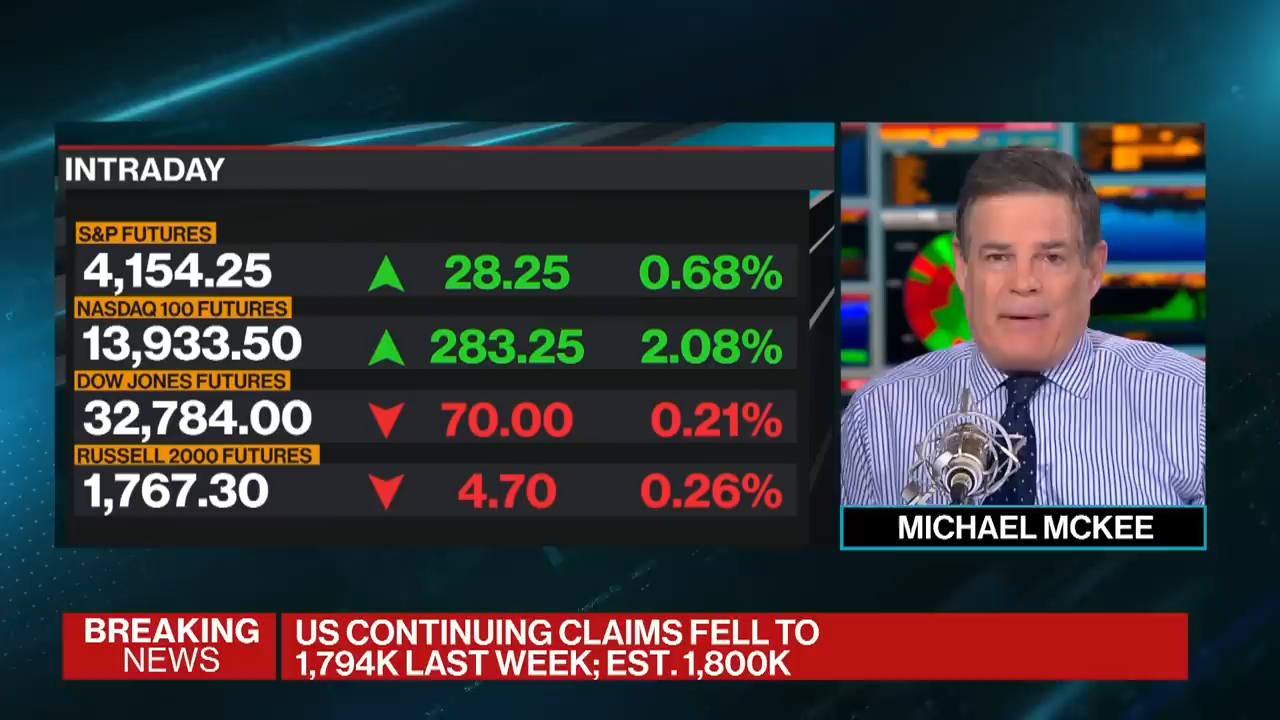 INTRADAY
S&P FUTURES
4,154.25 ▲ 28.25 0.68%
NASDAQ 100 FUTURES
13,933.50 ▲ 283.25 2.08%
DOW JONES FUTURES
32,784.00 ▼ 70.00 0.21%
RUSSELL 2000 FUTURES
1,767.30 ▼ 4.70 0.26%
MICHAEL MCKEE
BREAKING NEWS
US CONTINUING CLAIMS FELL TO
1,794K LAST WEEK; EST. 1,800K